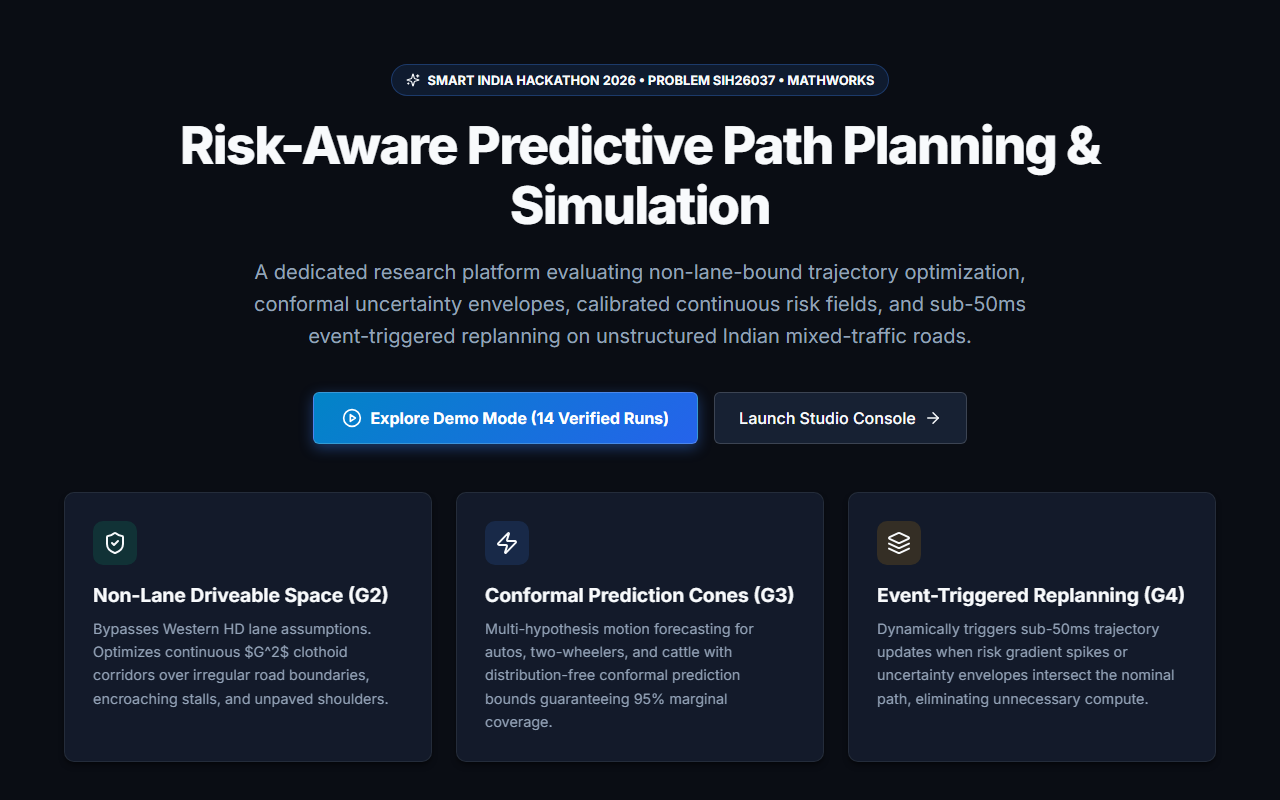 SMART INDIA HACKATHON 2026 • PROBLEM SIH26037 • MATHWORKS
Risk-Aware Predictive Path Planning &
Simulation
A dedicated research platform evaluating non-lane-bound trajectory optimization,
conformal uncertainty envelopes, calibrated continuous risk fields, and sub-50ms
event-triggered replanning on unstructured Indian mixed-traffic roads.
Explore Demo Mode (14 Verified Runs)
Launch Studio Console
Non-Lane Driveable Space (G2)
Bypasses Western HD lane assumptions.
Optimizes continuous $G^2$ clothoid
corridors over irregular road boundaries,
encroaching stalls, and unpaved shoulders.
Conformal Prediction Cones (G3)
Multi-hypothesis motion forecasting for
autos, two-wheelers, and cattle with
distribution-free conformal prediction
bounds guaranteeing 95% marginal
coverage.
Event-Triggered Replanning (G4)
Dynamically triggers sub-50ms trajectory
updates when risk gradient spikes or
uncertainty envelopes intersect the nominal
path, eliminating unnecessary compute.